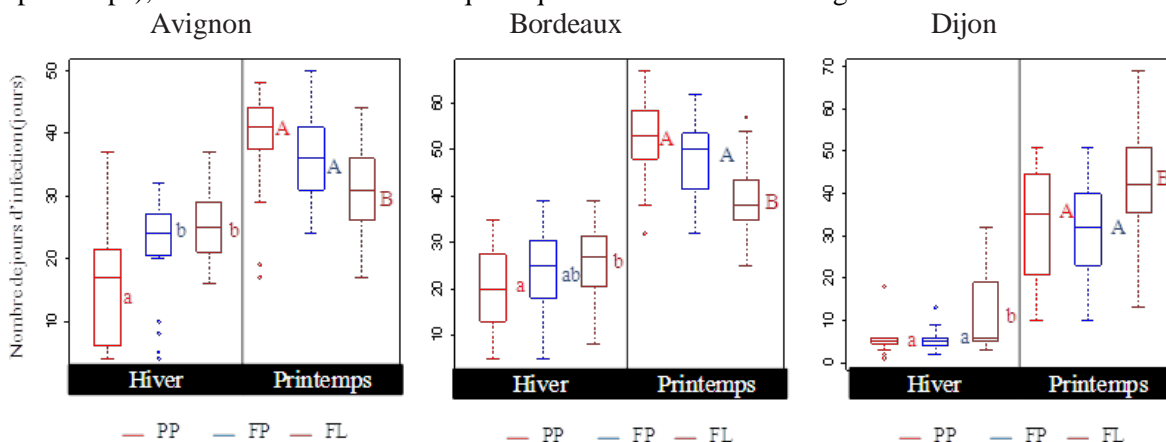 Avignon Bordeaux Dijon
Nombre de jours d'infection (jours)
50
40
30
20
10
a
b
b
A
A
B
Hiver Printemps
PP FP FL
60
50
40
30
20
10
a
ab
b
A
A
B
Hiver Printemps
PP FP FL
70
60
50
40
30
20
10
0
a
a
b
A
A
B
Hiver Printemps
PP FP FL